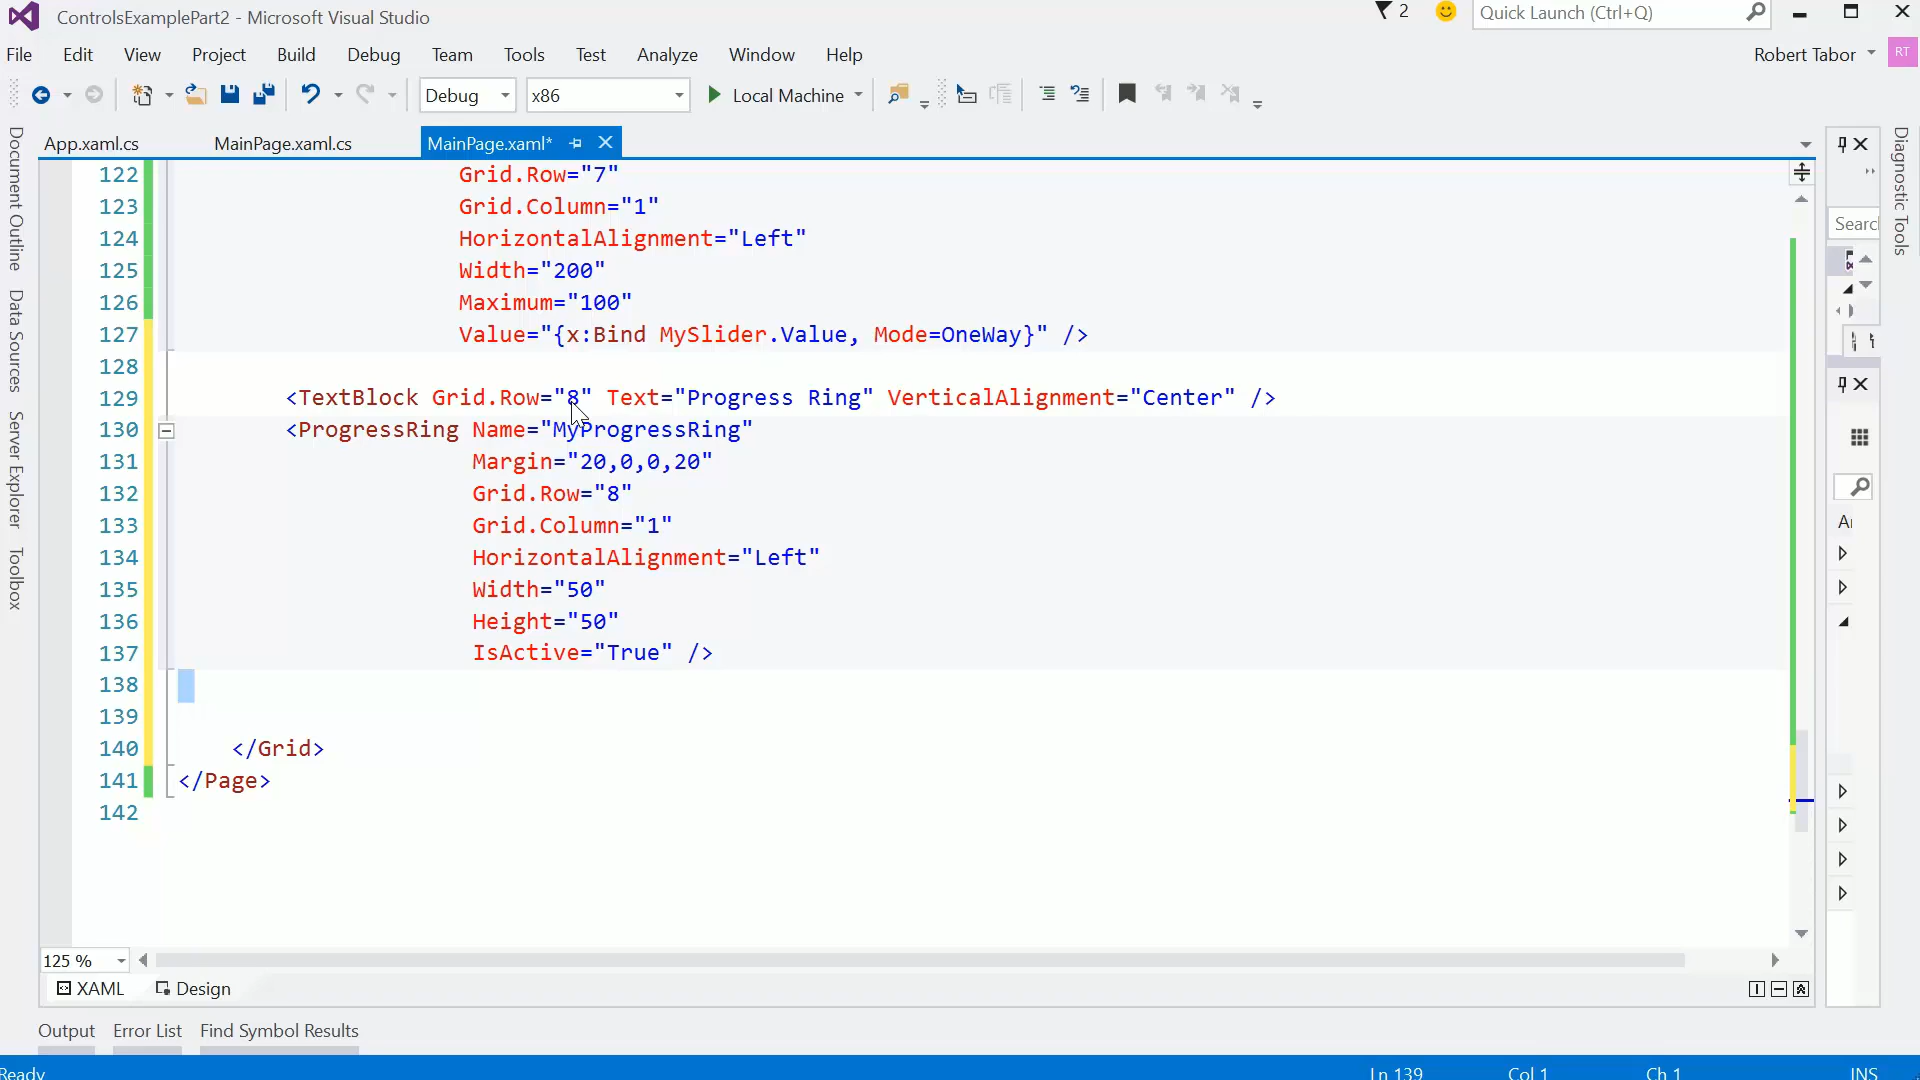 ControlsExamplePart2 - Microsoft Visual Studio
2
Quick Launch (Ctrl+Q)
File Edit View Project Build Debug Team Tools Test Analyze Window Help
Robert Tabor
RT
Debug
x86
Local Machine
App.xaml.cs
MainPage.xaml.cs
MainPage.xaml*
Document Outline
Data Sources
Server Explorer
Toolbox
122 Grid.Row="7"
123 Grid.Column="1"
124 HorizontalAlignment="Left"
125 Width="200"
126 Maximum="100"
127 Value="{x:Bind MySlider.Value, Mode=OneWay}" />
128
129 <TextBlock Grid.Row="8" Text="Progress Ring" VerticalAlignment="Center" />
130 <ProgressRing Name="MyProgressRing"
131 Margin="20,0,0,20"
132 Grid.Row="8"
133 Grid.Column="1"
134 HorizontalAlignment="Left"
135 Width="50"
136 Height="50"
137 IsActive="True" />
138
139
140 </Grid>
141 </Page>
142
Diagnostic Tools
Searc
125 %
XAML
Design
Output
Error List
Find Symbol Results
Ready
Ln 139
Col 1
Ch 1
INS